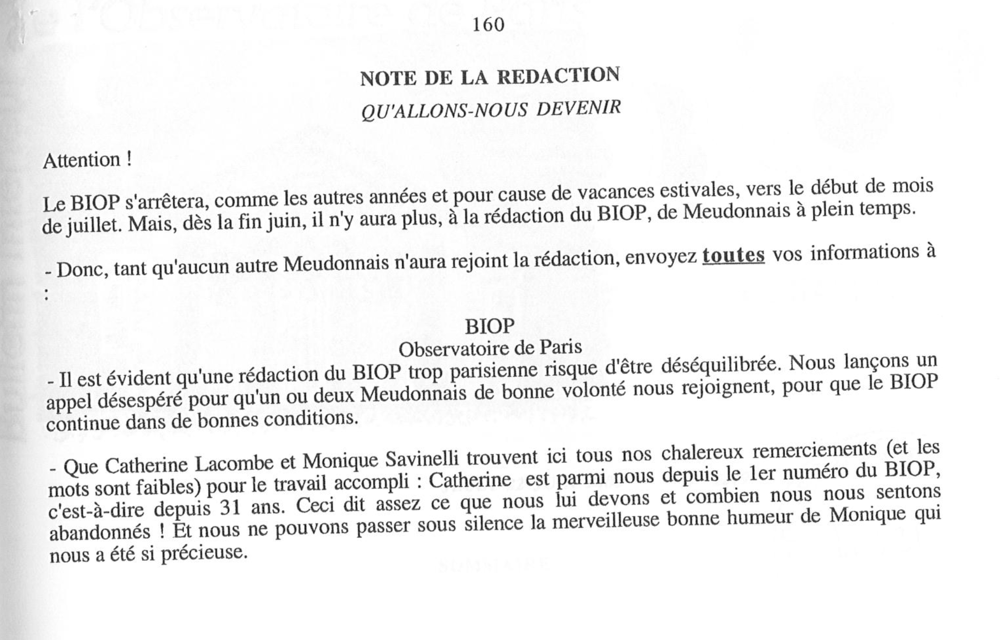 160
NOTE DE LA REDACTION
QU'ALLONS-NOUS DEVENIR
Attention !
Le BIOP s'arrêtera, comme les autres années et pour cause de vacances estivales, vers le début de mois
de juillet. Mais, dès la fin juin, il n'y aura plus, à la rédaction du BIOP, de Meudonnais à plein temps.
- Donc, tant qu'aucun autre Meudonnais n'aura rejoint la rédaction, envoyez toutes vos informations à
:
BIOP
Observatoire de Paris
- Il est évident qu'une rédaction du BIOP trop parisienne risque d'être déséquilibrée. Nous lançons un
appel désespéré pour qu'un ou deux Meudonnais de bonne volonté nous rejoignent, pour que le BIOP
continue dans de bonnes conditions.
- Que Catherine Lacombe et Monique Savinelli trouvent ici tous nos chalereux remerciements (et les
mots sont faibles) pour le travail accompli : Catherine est parmi nous depuis le 1er numéro du BIOP,
c'est-à-dire depuis 31 ans. Ceci dit assez ce que nous lui devons et combien nous nous sentons
abandonnés ! Et nous ne pouvons passer sous silence la merveilleuse bonne humeur de Monique qui
nous a été si précieuse.